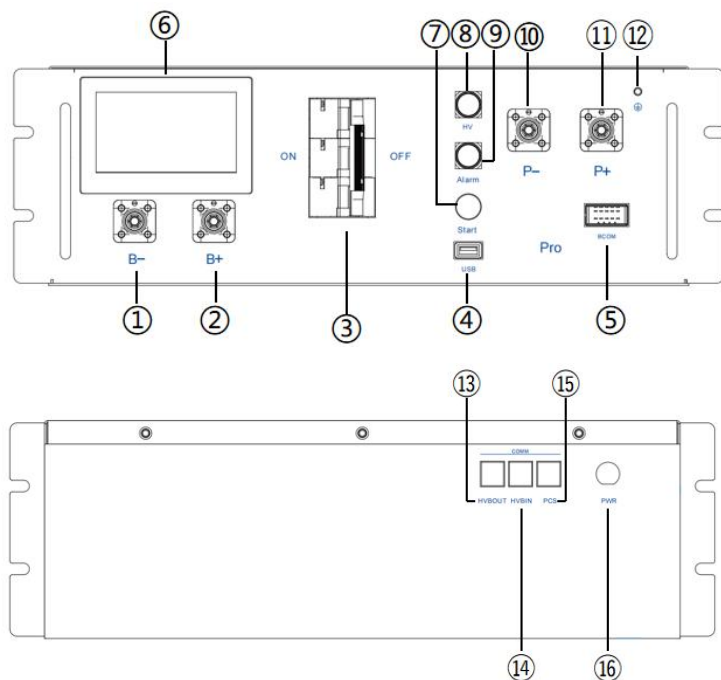 ⑥ ⑦ ⑧ ⑨ ⑩ ⑪ ⑫
HV
ON OFF
P- P+
Alarm
Start
BCOM
Pro
B- B+
USB
① ② ③ ④ ⑤
⑬ ⑮
COMM
HVBOUT HVBIN PCS PWR
⑭ ⑯